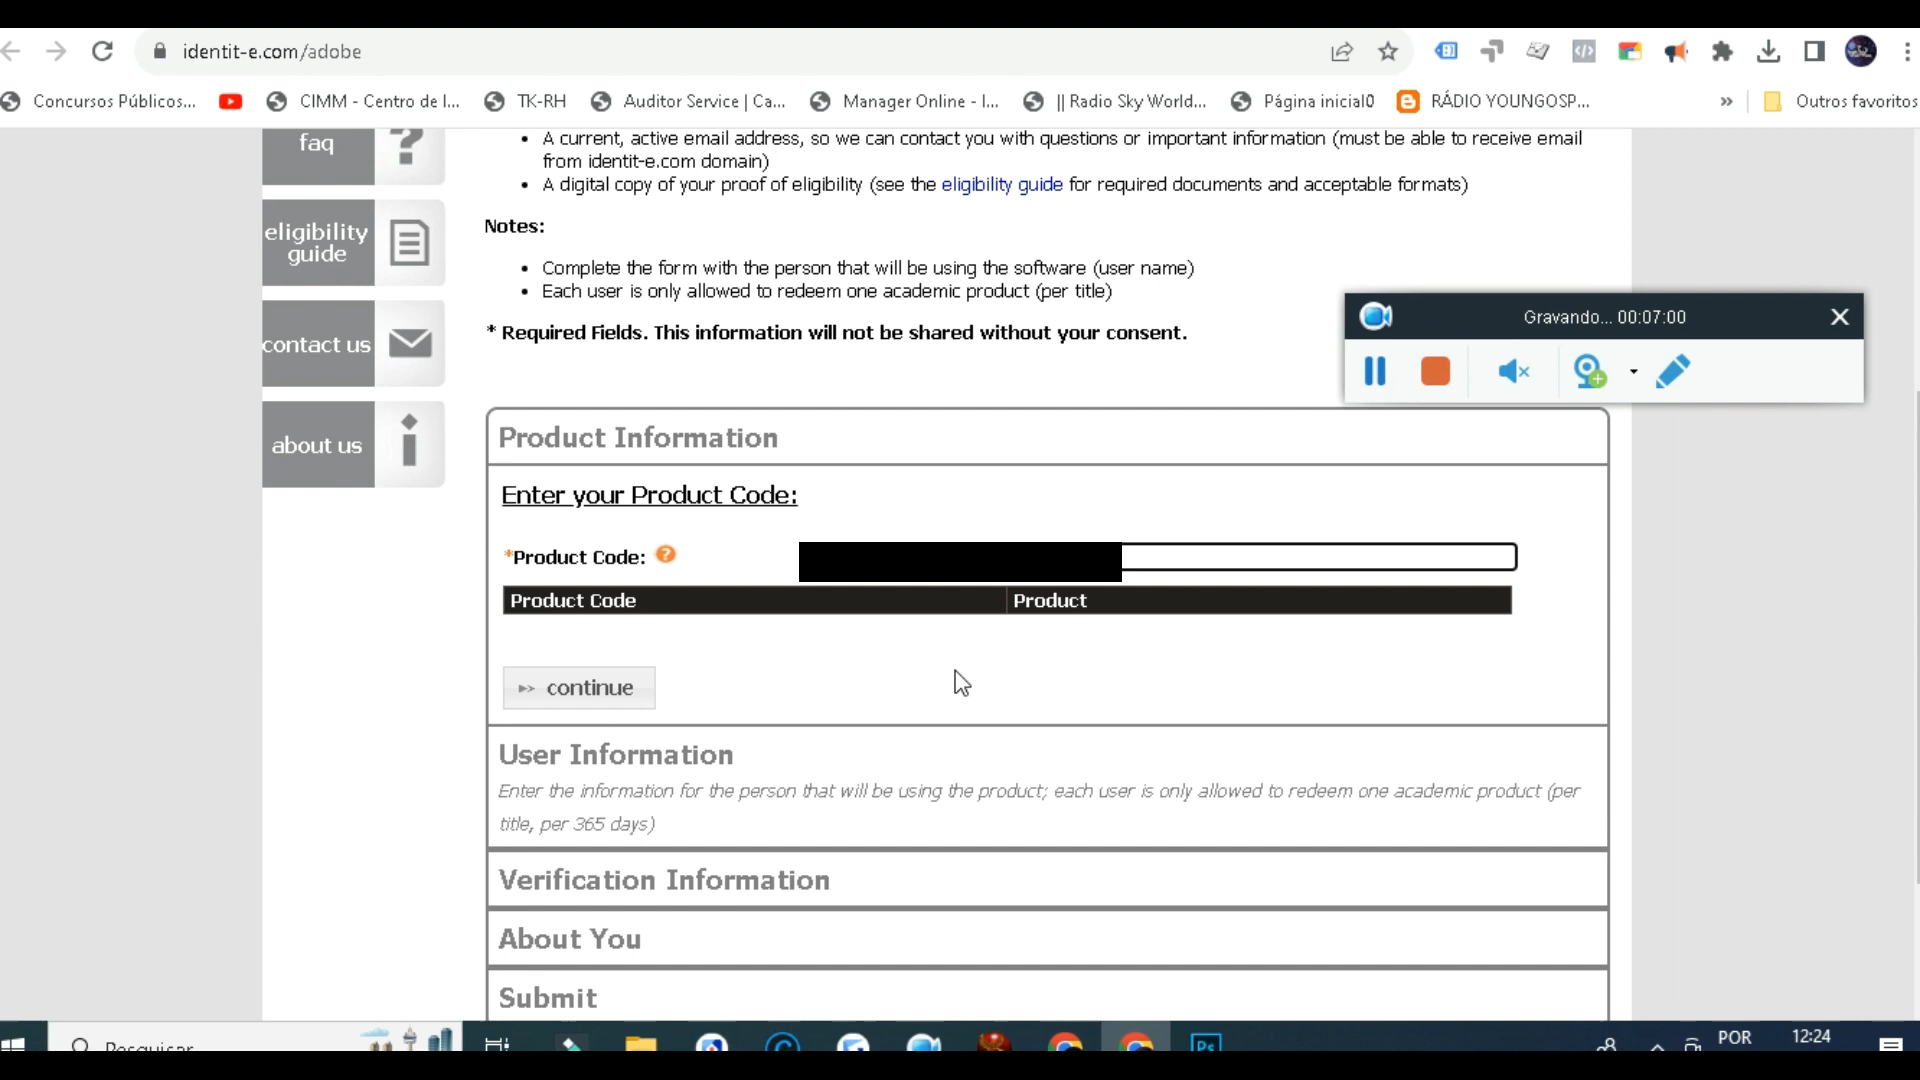 identit-e.com/adobe
Concursos Públicos... CIMM - Centro de I... TK-RH Auditor Service | Ca... Manager Online - I... || Radio Sky World... Página inicial0 RÁDIO YOUNGOSP... » Outros favoritos
faq
eligibility
guide
contact us
about us
• A current, active email address, so we can contact you with questions or important information (must be able to receive email
from identit-e.com domain)
• A digital copy of your proof of eligibility (see the eligibility guide for required documents and acceptable formats)
Notes:
• Complete the form with the person that will be using the software (user name)
• Each user is only allowed to redeem one academic product (per title)
* Required Fields. This information will not be shared without your consent.
Gravando... 00:07:00
Product Information
Enter your Product Code:
*Product Code: ?
Product Code Product
continue
User Information
Enter the information for the person that will be using the product; each user is only allowed to redeem one academic product (per
title, per 365 days)
Verification Information
About You
Submit
Pesquisar
Ps
POR
12:24